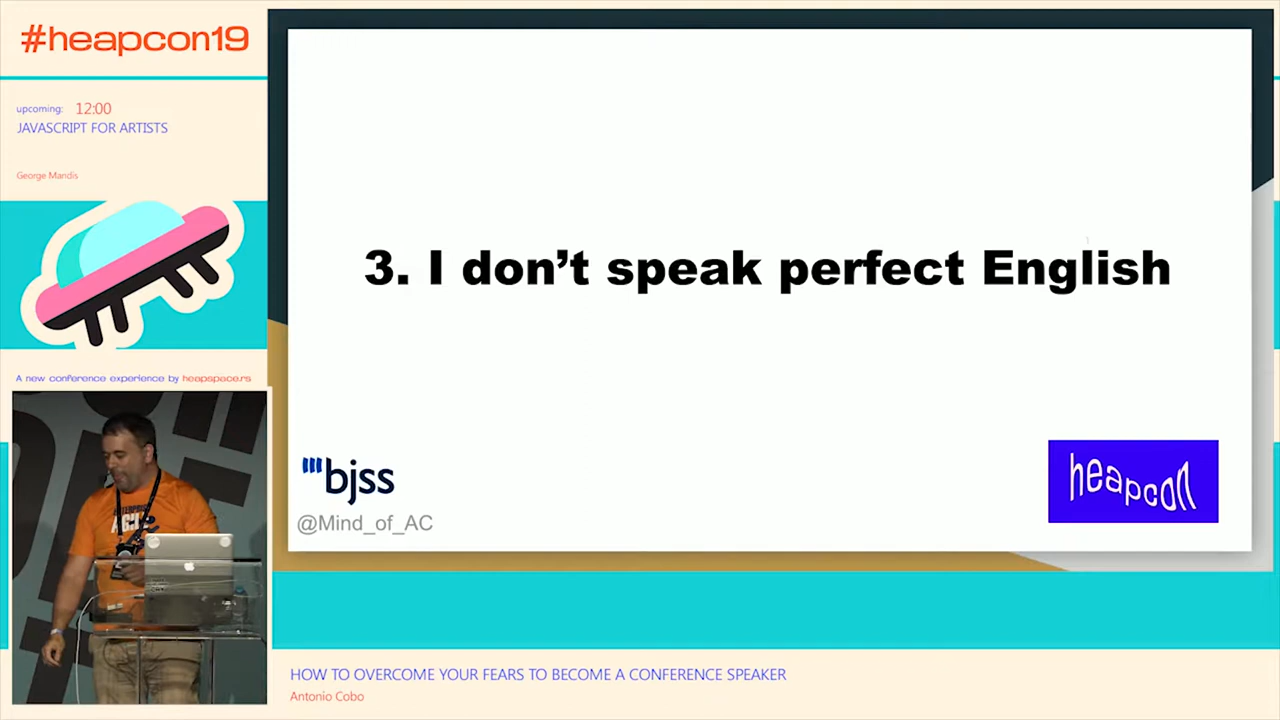 #heapcon19
upcoming: 12:00
JAVASCRIPT FOR ARTISTS
George Mandis
A new conference experience by heapspace.rs
3. I don’t speak perfect English
bjss
@Mind_of_AC
heapcon
HOW TO OVERCOME YOUR FEARS TO BECOME A CONFERENCE SPEAKER
Antonio Cobo